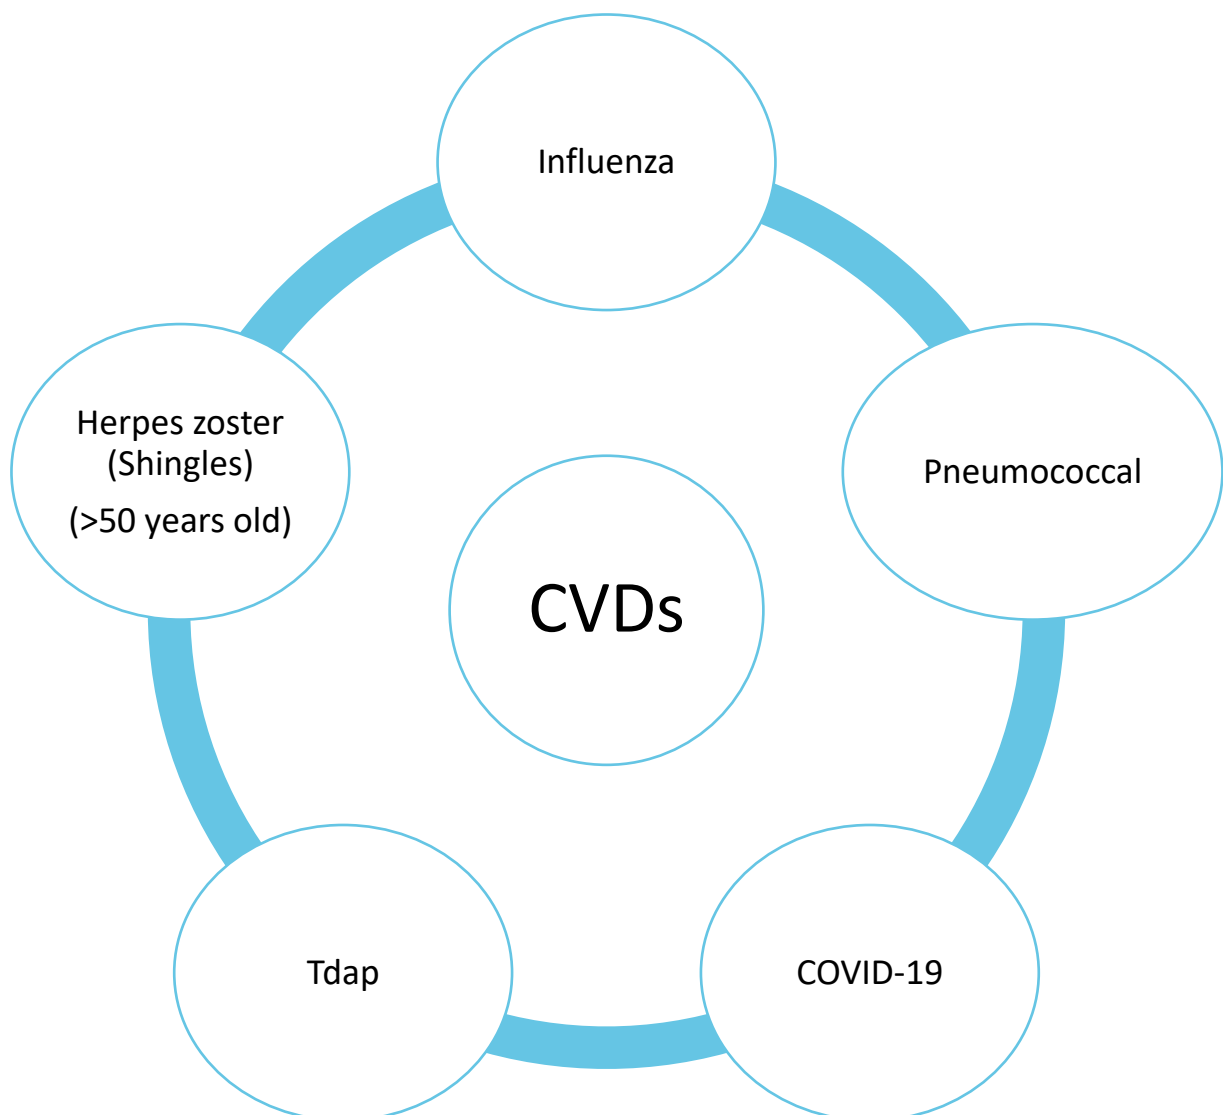 Influenza
Herpes zoster
(Shingles)
(>50 years old)
Pneumococcal
CVDs
Tdap
COVID-19